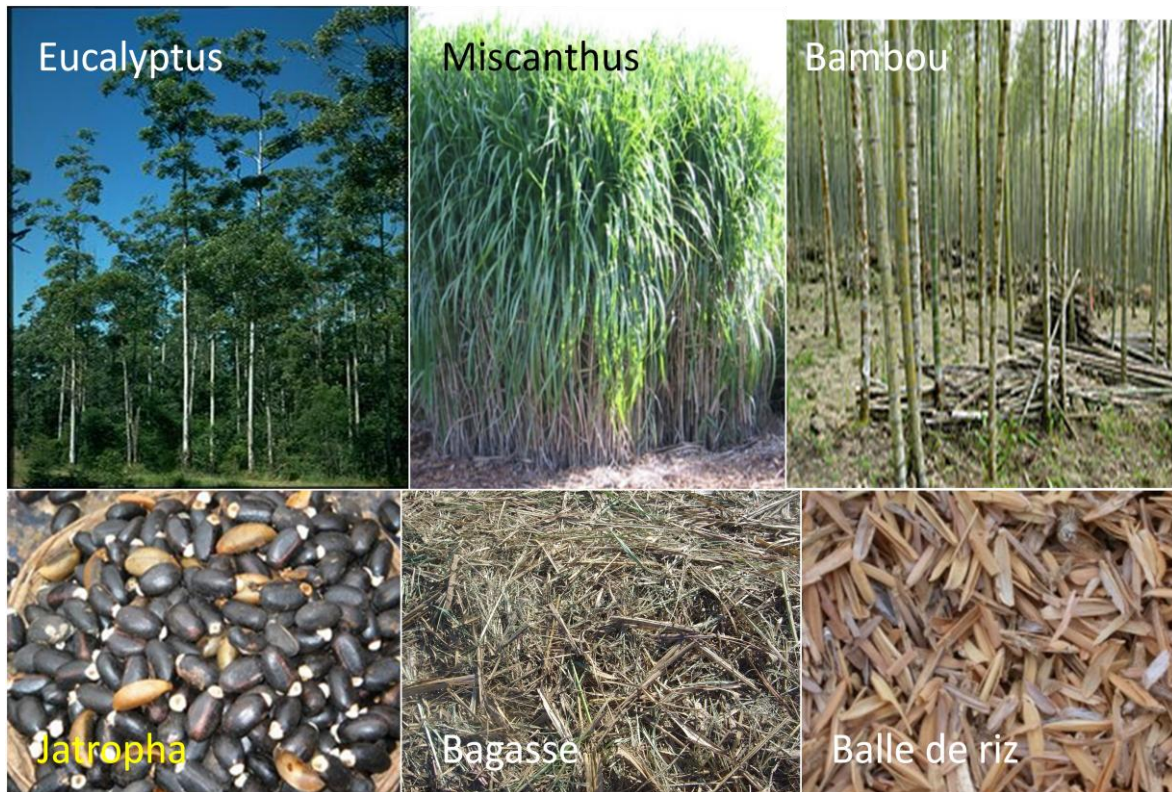 Eucalyptus
Miscanthus
Bambou
Jatropha
Bagasse
Balle de riz